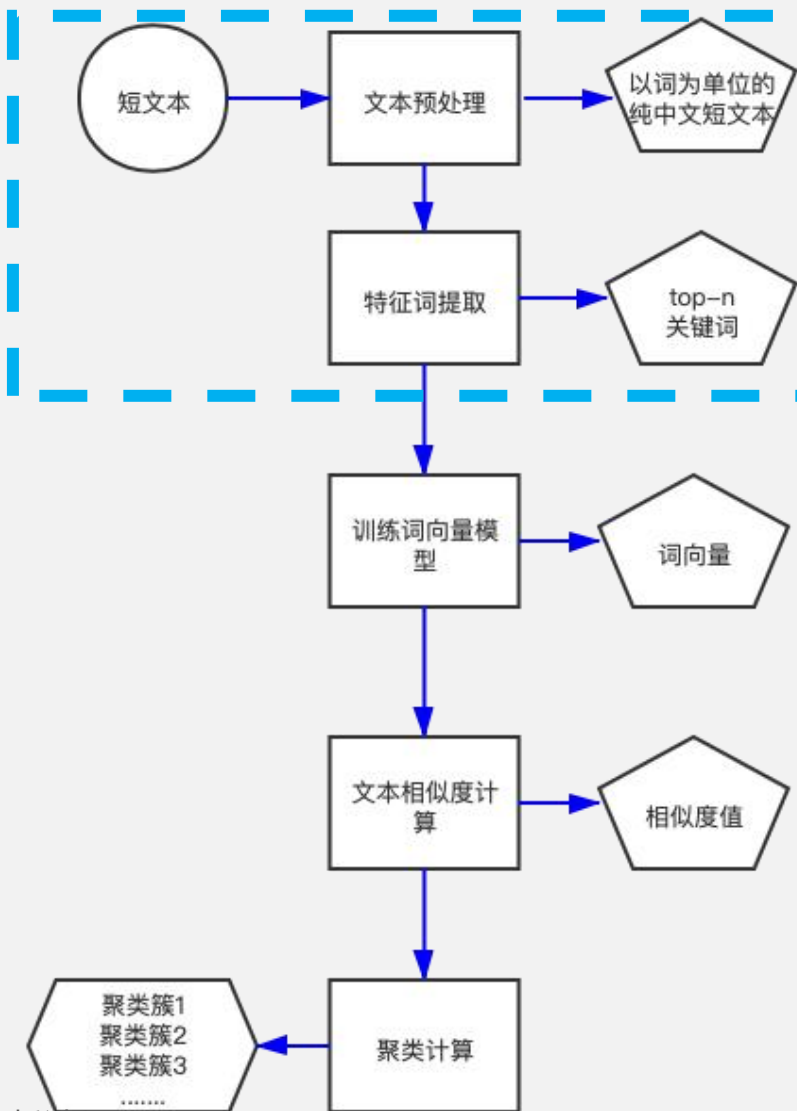 短文本
文本预处理
以词为单位的
纯中文短文本
特征词提取
top-n
关键词
训练词向量模
型
词向量
文本相似度计
算
相似度值
聚类簇1
聚类簇2
聚类簇3
.......
聚类计算